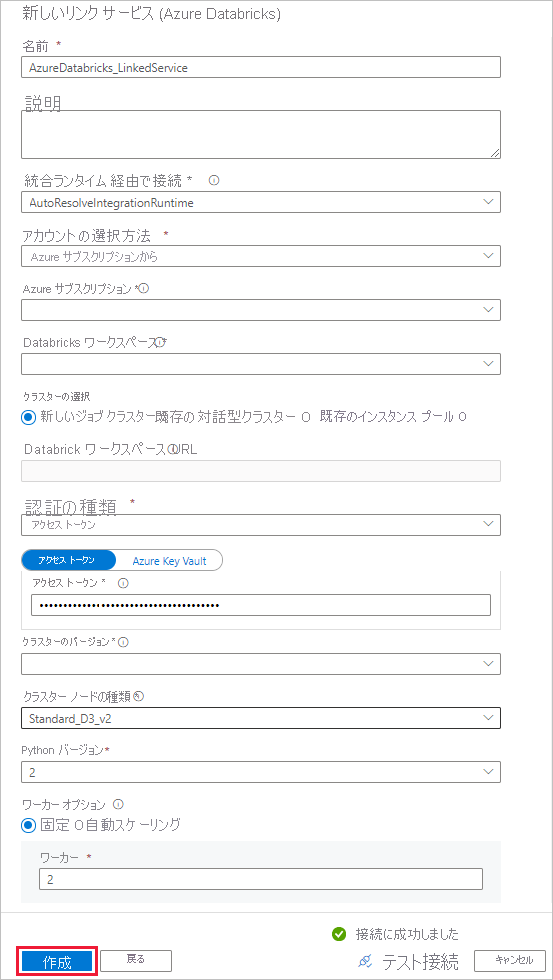 新しいリンク サービス (Azure Databricks)
名前 *
AzureDatabricks_LinkedService
説明
統合ランタイム 経由で接続 *
AutoResolveIntegrationRuntime
アカウントの選択方法 *
Azure サブスクリプションから
Azure サブスクリプション *
Databricks ワークスペース *
クラスターの選択
新しいジョブ クラスター 既存の 対話型クラスター 既存のインスタンス プール
Databrick ワークスペースの URL
認証の種類 *
アクセス トークン
アクセス トークン Azure Key Vault
アクセス トークン *
••••••••••••••••••••••••••••••••••••••
クラスターのバージョン *
クラスター ノードの種類
Standard_D3_v2
Python バージョン *
2
ワーカー オプション
固定 自動スケーリング
ワーカー *
2
接続に成功しました
作成 戻る テスト接続 キャンセル